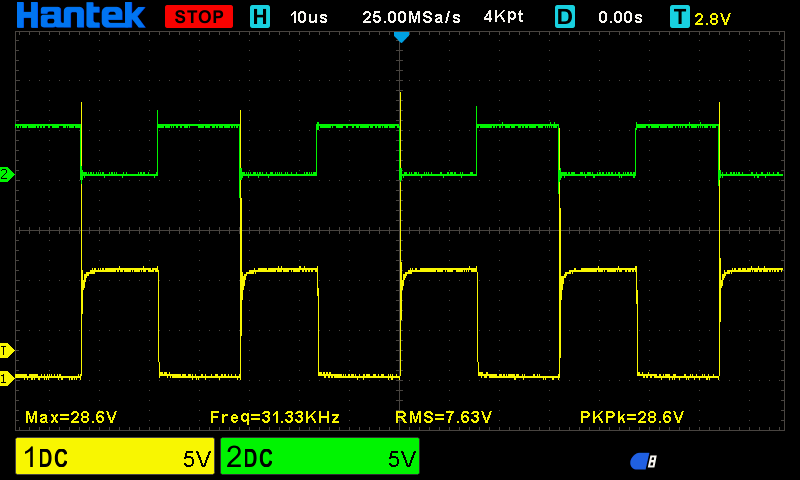 Hantek STOP H 10us 25.00MSa/s 4Kpt D 0.00s T 2.8V
2
T
1
Max=28.6V Freq=31.33KHz RMS=7.63V PKPk=28.6V
1DC 5V 2DC 5V